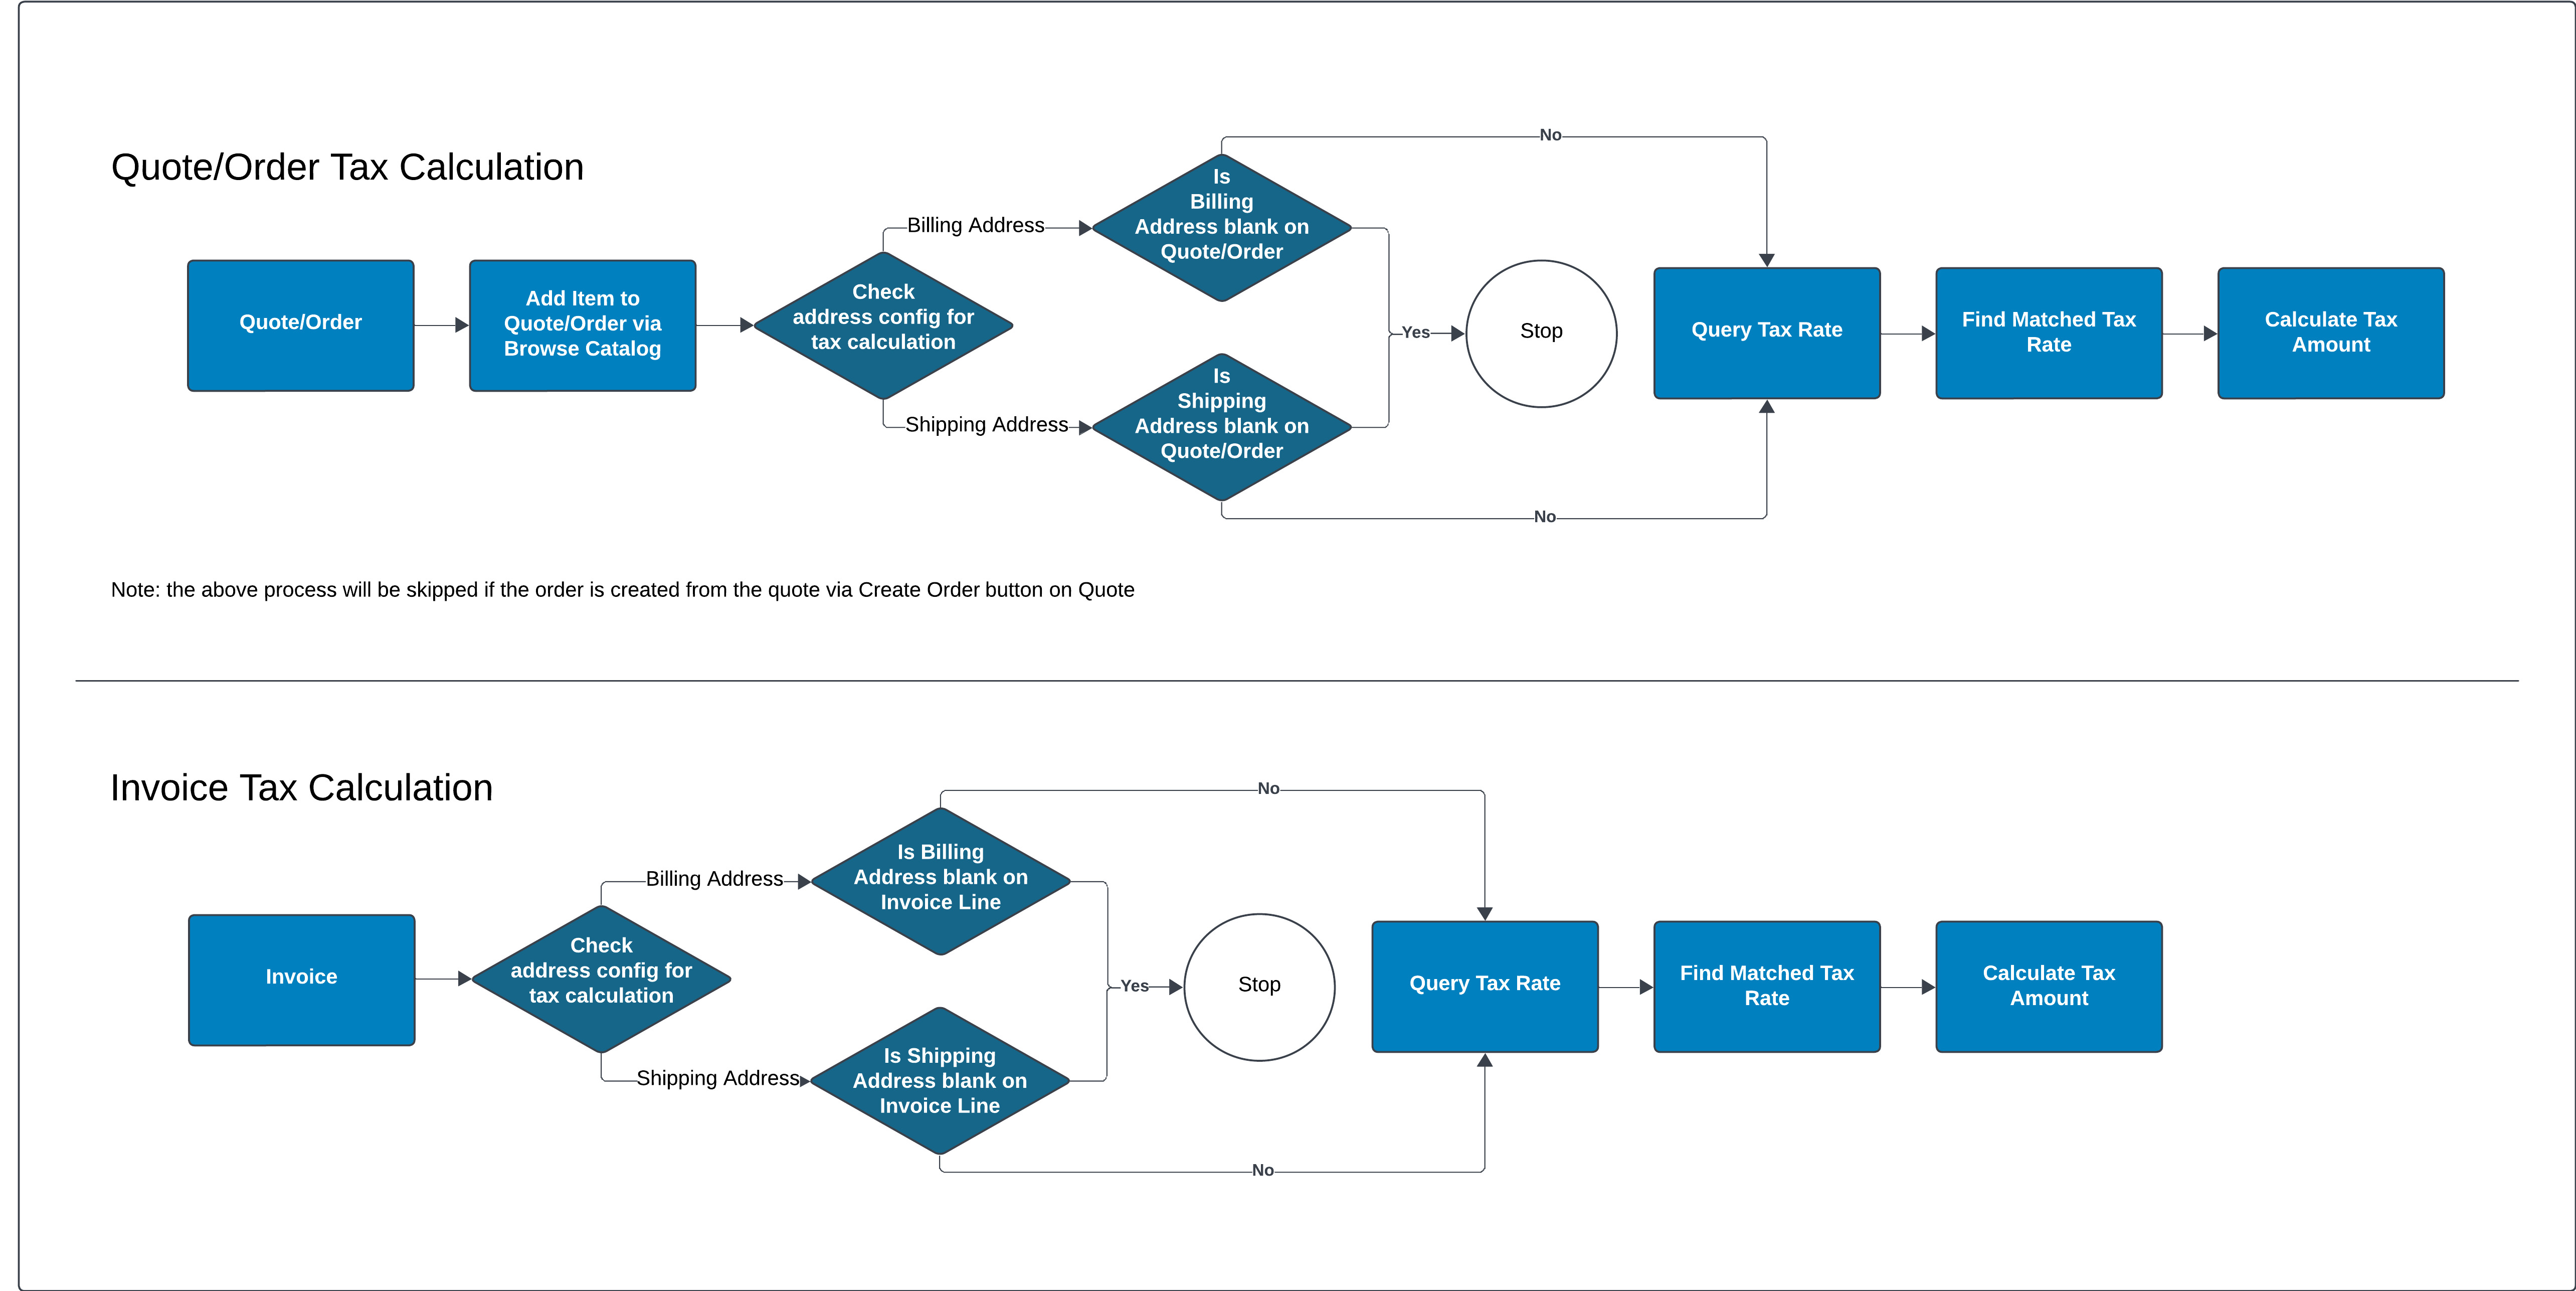 Quote/Order Tax Calculation
No
Is
Billing
Address blank on
Quote/Order
Billing Address
Quote/Order
Add Item to
Quote/Order via
Browse Catalog
Check
address config for
tax calculation
Yes
Stop
Query Tax Rate
Find Matched Tax
Rate
Calculate Tax
Amount
Shipping Address
Is
Shipping
Address blank on
Quote/Order
No
Note: the above process will be skipped if the order is created from the quote via Create Order button on Quote
Invoice Tax Calculation
No
Billing Address
Is Billing
Address blank on
Invoice Line
Invoice
Check
address config for
tax calculation
Yes
Stop
Query Tax Rate
Find Matched Tax
Rate
Calculate Tax
Amount
Shipping Address
Is Shipping
Address blank on
Invoice Line
No